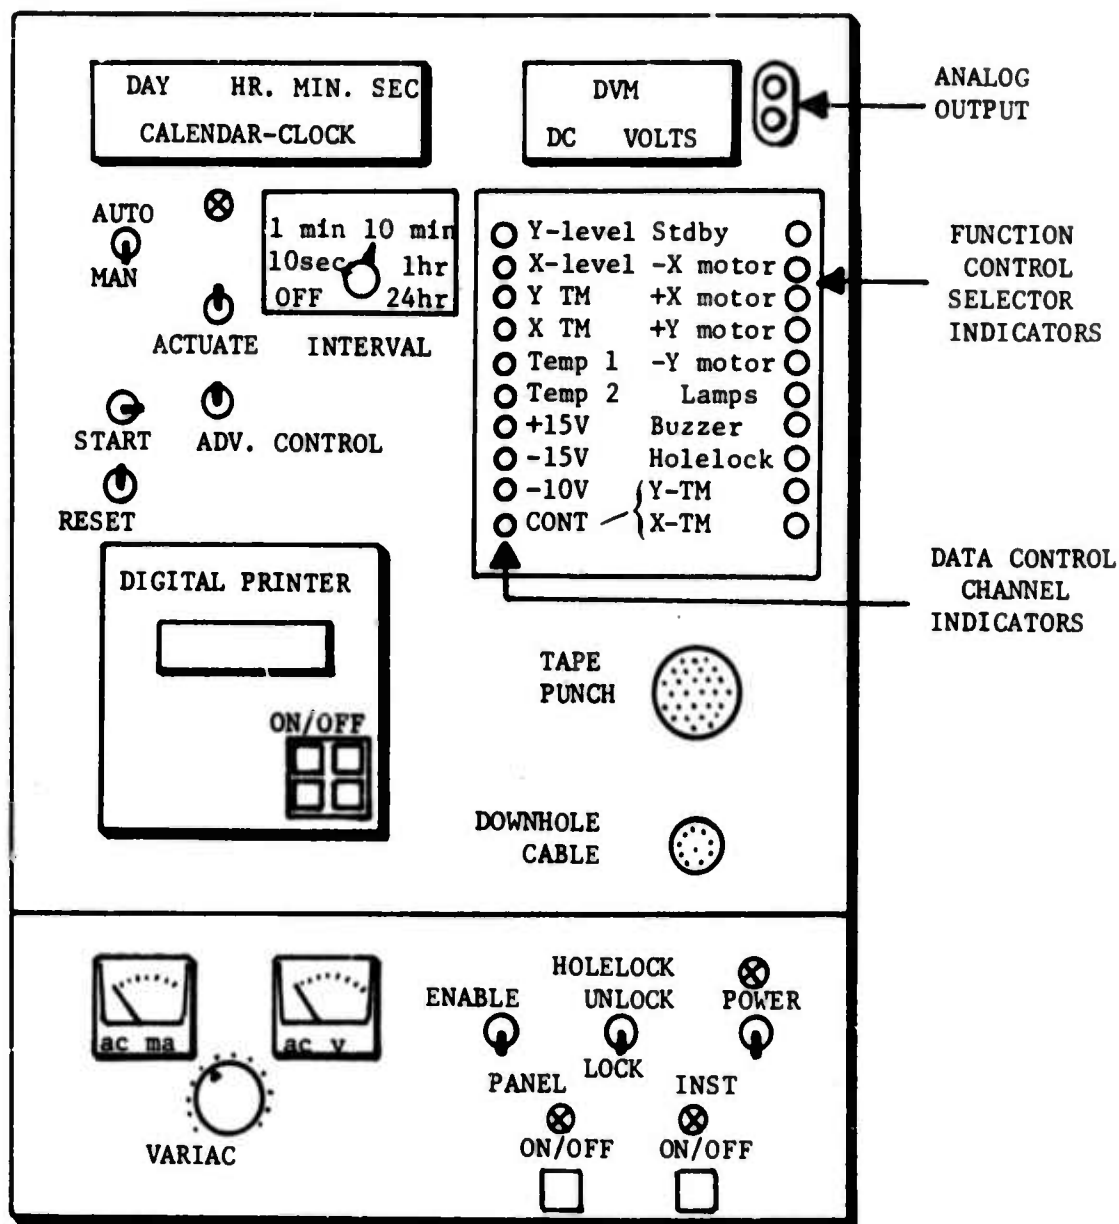 DAY HR. MIN. SEC
CALENDAR-CLOCK
DVM
DC VOLTS
ANALOG
OUTPUT
AUTO
MAN
1 min 10 min
10sec 1hr
OFF 24hr
ACTUATE INTERVAL
START ADV. CONTROL
RESET
Y-level Stdby
X-level -X motor
Y TM +X motor
X TM +Y motor
Temp 1 -Y motor
Temp 2 Lamps
+15V Buzzer
-15V Holelock
-10V Y-TM
CONT X-TM
FUNCTION
CONTROL
SELECTOR
INDICATORS
DATA CONTROL
CHANNEL
INDICATORS
DIGITAL PRINTER
ON/OFF
TAPE
PUNCH
DOWNHOLE
CABLE
ac ma
ac v
VARIAC
HOLELOCK
ENABLE UNLOCK POWER
LOCK
PANEL INST
ON/OFF ON/OFF